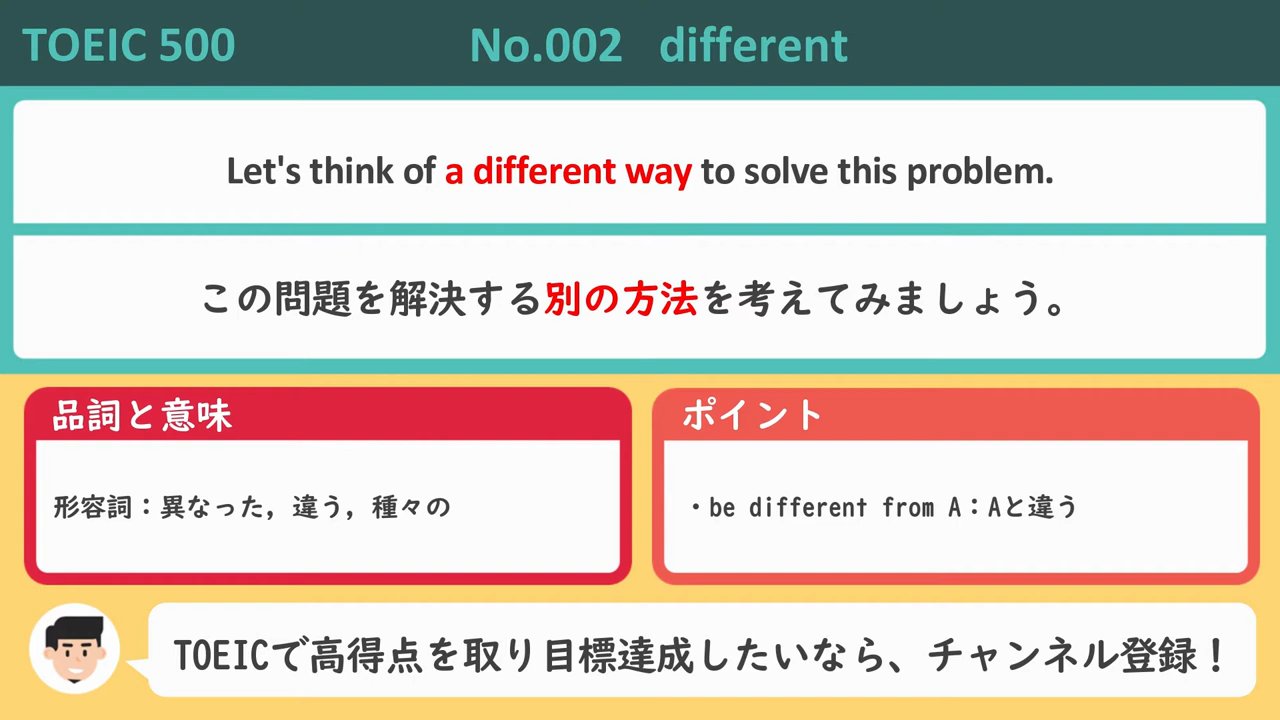 TOEIC 500
No.002 different
Let's think of a different way to solve this problem.
この問題を解決する別の方法を考えてみましょう。
品詞と意味
形容詞：異なった，違う，種々の
ポイント
・be different from A：Aと違う
TOEICで高得点を取り目標達成したいなら、チャンネル登録！